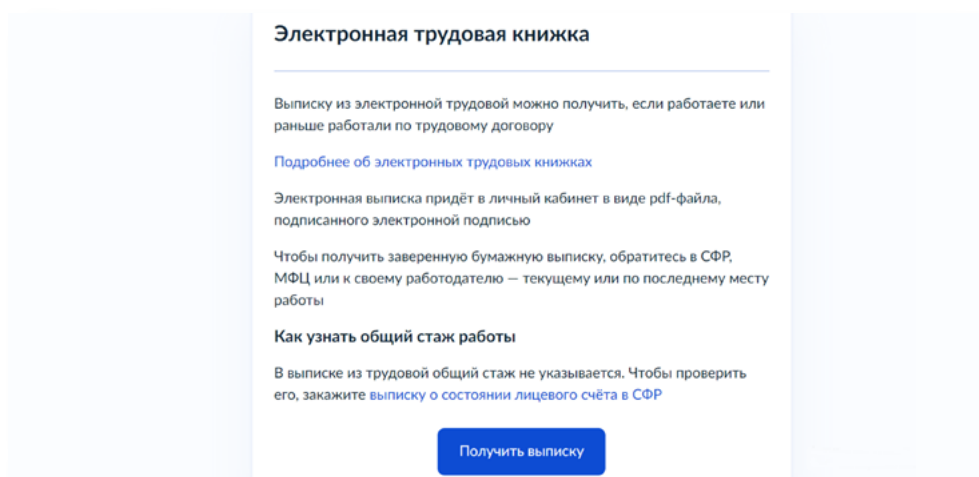 Электронная трудовая книжка
Выписку из электронной трудовой можно получить, если работаете или
раньше работали по трудовому договору
Подробнее об электронных трудовых книжках
Электронная выписка придёт в личный кабинет в виде pdf-файла,
подписанного электронной подписью
Чтобы получить заверенную бумажную выписку, обратитесь в СФР,
МФЦ или к своему работодателю — текущему или по последнему месту
работы
Как узнать общий стаж работы
В выписке из трудовой общий стаж не указывается. Чтобы проверить
его, закажите выписку о состоянии лицевого счёта в СФР
Получить выписку